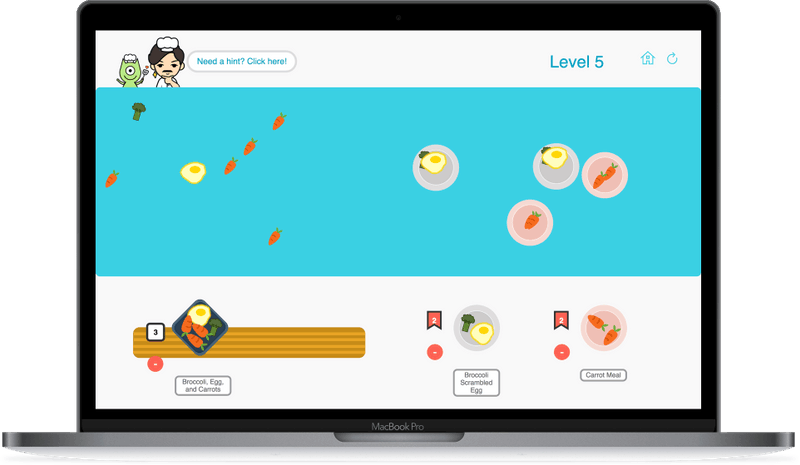 Need a hint? Click here!
Level 5
3
-
Broccoli, Egg,
and Carrots
2
-
Broccoli
Scrambled
Egg
2
-
Carrot Meal
MacBook Pro